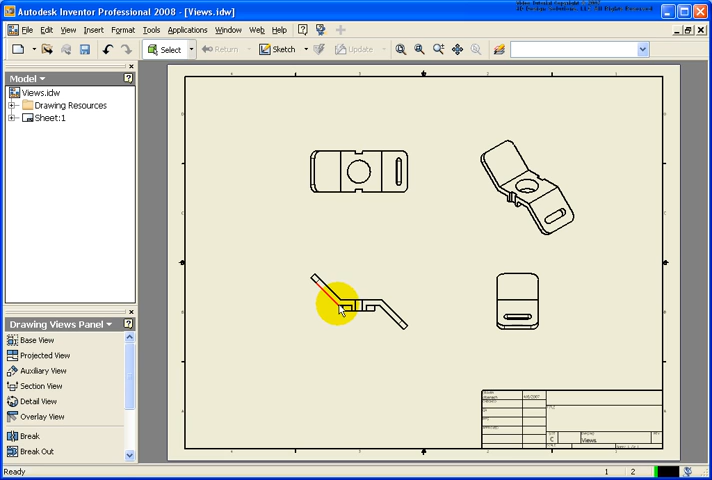 Autodesk Inventor Professional 2008 - [Views.idw]
File Edit View Insert Format Tools Applications Window Web Help
Select Return Sketch Update
Model
Views.idw
Drawing Resources
Sheet:1
Drawing Views Panel
Base View
Projected View
Auxiliary View
Section View
Detail View
Overlay View
Break
Break Out
C
Views
Ready
1 2